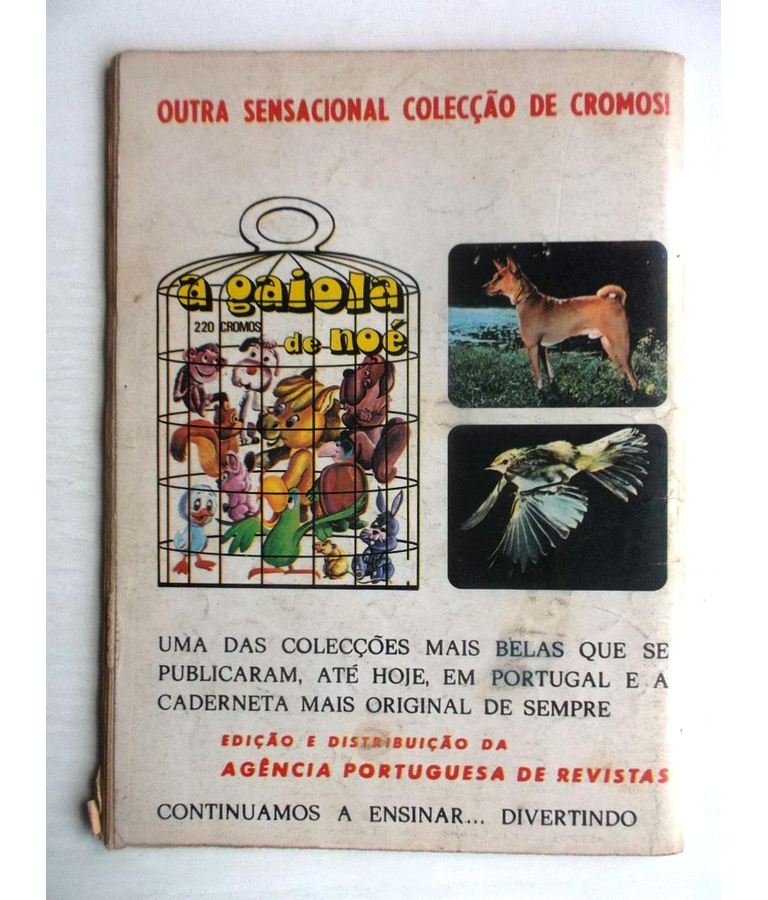 OUTRA SENSACIONAL COLECÇÃO DE CROMOS!
a gaiola
220 CROMOS
de noé
UMA DAS COLECÇÕES MAIS BELAS QUE SE
PUBLICARAM, ATÉ HOJE, EM PORTUGAL E A
CADERNETA MAIS ORIGINAL DE SEMPRE
EDIÇÃO E DISTRIBUIÇÃO DA
AGÊNCIA PORTUGUESA DE REVISTAS
CONTINUAMOS A ENSINAR... DIVERTINDO